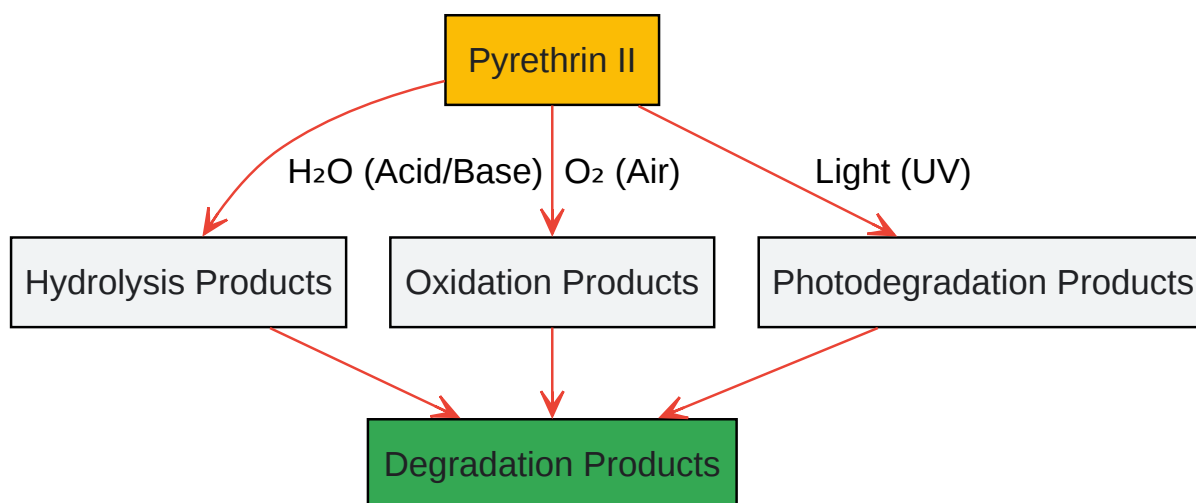 Pyrethrin II
H₂O (Acid/Base)
O₂ (Air)
Light (UV)
Hydrolysis Products
Oxidation Products
Photodegradation Products
Degradation Products